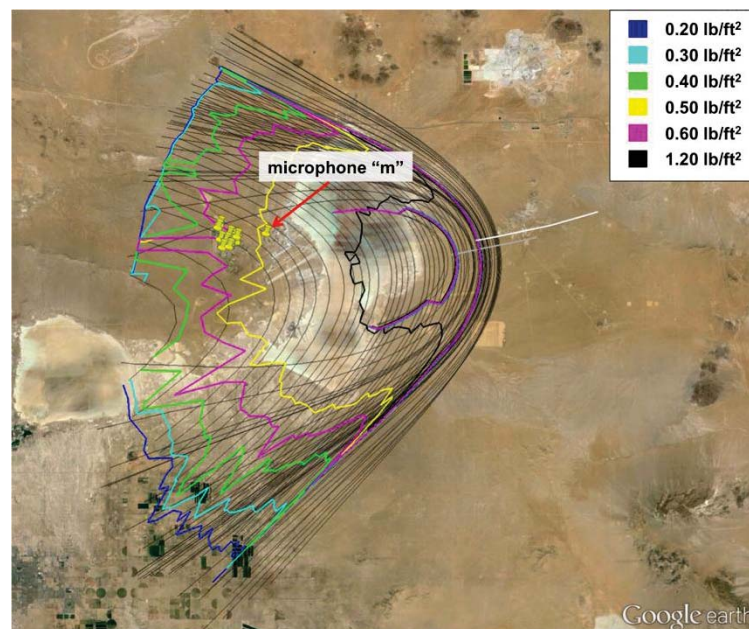 0.20 lb/ft²
0.30 lb/ft²
0.40 lb/ft²
0.50 lb/ft²
0.60 lb/ft²
1.20 lb/ft²
microphone “m”
Google earth